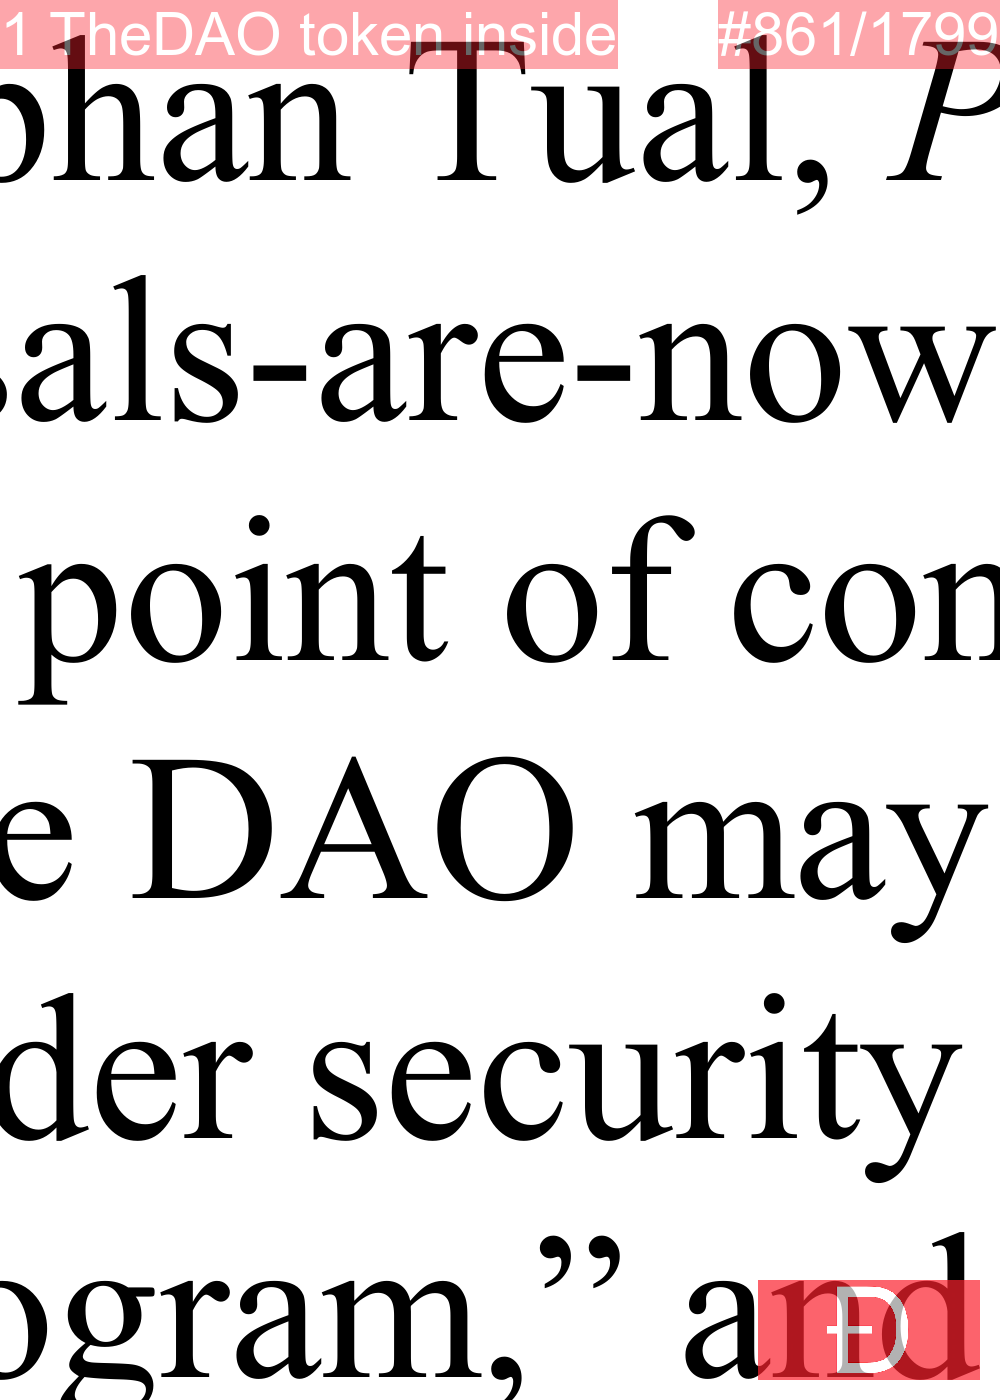 1 TheDAO token inside #861/1799
phan Tual, P
sals-are-now
point of con
e DAO may
der security
ogram,” and
Đ